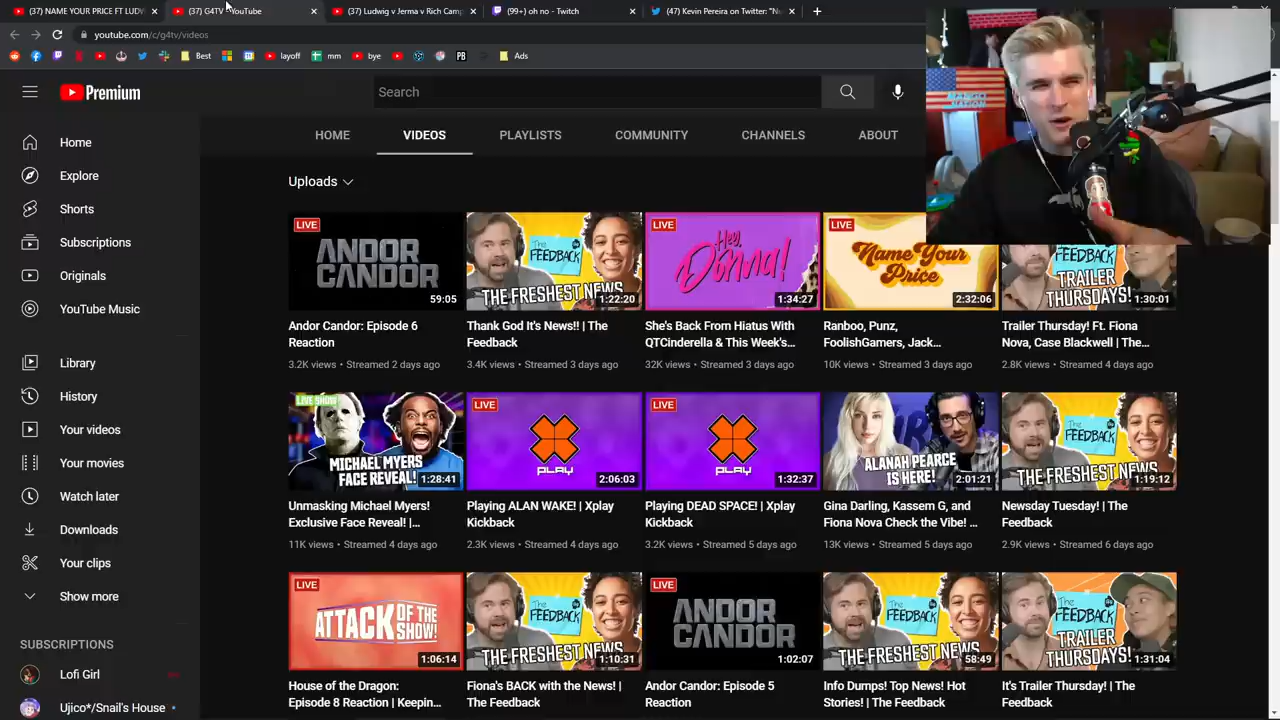 (37) NAME YOUR PRICE FT LUDV
(37) G4TV - YouTube
(37) Ludwig v Jerma v Rich Cam
(99+) oh no - Twitch
(47) Kevin Pereira on Twitter: "N
youtube.com/c/g4tv/videos
Best
layoff
mm
bye
PB
Ads
Premium
Search
HOME
VIDEOS
PLAYLISTS
COMMUNITY
CHANNELS
ABOUT
Home
Explore
Shorts
Subscriptions
Originals
YouTube Music
Library
History
Your videos
Your movies
Watch later
Downloads
Your clips
Show more
SUBSCRIPTIONS
Lofi Girl
Ujico*/Snail's House
Uploads
LIVE
ANDOR
CANDOR
59:05
The
FEEDBACK
THE FRESHEST NEWS
1:22:20
LIVE
Hey,
Donna!
1:34:27
LIVE
Name Your
Price
2:32:06
FEEDBACK
TRAILER
THURSDAYS!
1:30:01
Andor Candor: Episode 6
Reaction
3.2K views • Streamed 2 days ago
Thank God It's News!! | The
Feedback
3.4K views • Streamed 3 days ago
She's Back From Hiatus With
QTCinderella & This Week's...
32K views • Streamed 3 days ago
Ranboo, Punz,
FoolishGamers, Jack...
10K views • Streamed 3 days ago
Trailer Thursday! Ft. Fiona
Nova, Case Blackwell | The...
2.8K views • Streamed 4 days ago
LIVE SHOW
MICHAEL MYERS
FACE REVEAL!
1:28:41
LIVE
PLAY
2:06:03
LIVE
PLAY
1:32:37
ALANAH PEARCE
IS HERE!
2:01:21
The
FEEDBACK
THE FRESHEST NEWS
1:19:12
Unmasking Michael Myers!
Exclusive Face Reveal! |...
11K views • Streamed 4 days ago
Playing ALAN WAKE! | Xplay
Kickback
2.3K views • Streamed 4 days ago
Playing DEAD SPACE! | Xplay
Kickback
3.2K views • Streamed 5 days ago
Gina Darling, Kassem G, and
Fiona Nova Check the Vibe! ...
13K views • Streamed 5 days ago
Newsday Tuesday! | The
Feedback
2.9K views • Streamed 6 days ago
LIVE
ATTACK OF THE
SHOW!
1:06:14
The
FEEDBACK
THE FRESHEST NEWS
1:10:31
LIVE
ANDOR
CANDOR
1:02:07
The
FEEDBACK
THE FRESHEST NEWS
58:49
The
FEEDBACK
TRAILER
THURSDAYS!
1:31:04
House of the Dragon:
Episode 8 Reaction | Keepin...
Fiona's BACK with the News! |
The Feedback
Andor Candor: Episode 5
Reaction
Info Dumps! Top News! Hot
Stories! | The Feedback
It's Trailer Thursday! | The
Feedback